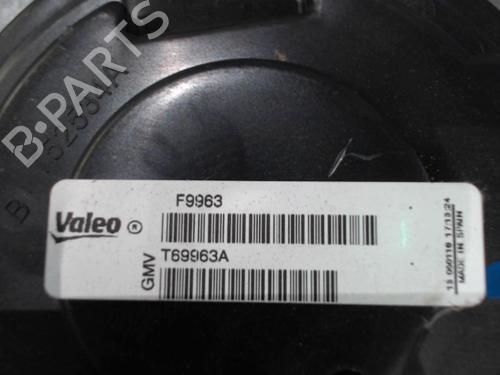 B-PARTS
Valeo ®
F9963
T69963A
GMV
MADE IN SPAIN